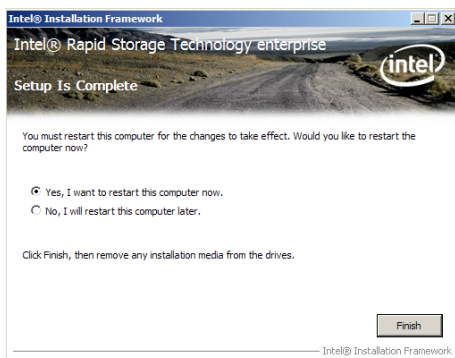 Intel® Installation Framework
Intel® Rapid Storage Technology enterprise
intel®
Setup Is Complete
You must restart this computer for the changes to take effect. Would you like to restart the
computer now?
Yes, I want to restart this computer now.
No, I will restart this computer later.
Click Finish, then remove any installation media from the drives.
Finish
Intel® Installation Framework